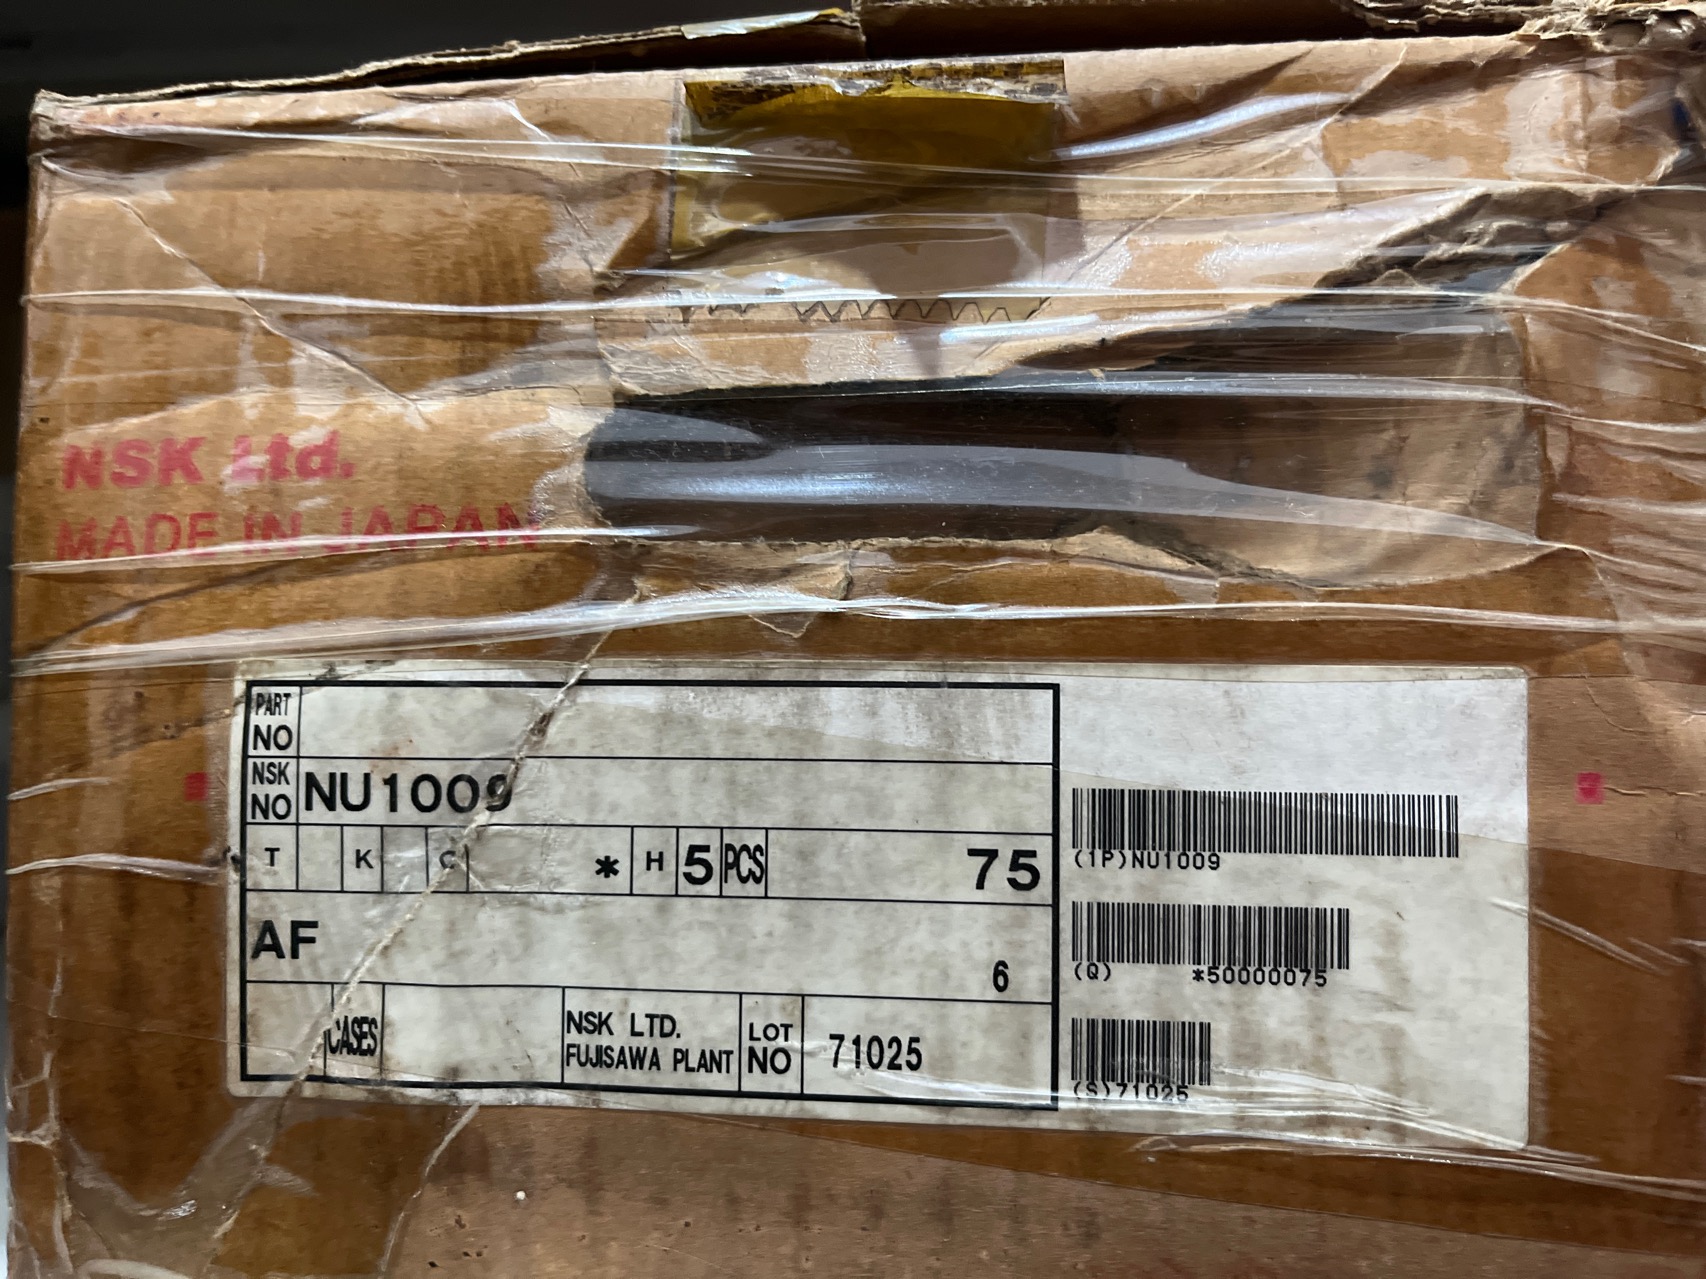 NSK Ltd.
MADE IN JAPAN
PART NO
NSK NO NU1009
T K C * H 5 PCS 75
AF
6
CASES NSK LTD. FUJISAWA PLANT LOT NO 71025
(1P)NU1009
(Q) *50000075
(S)71025